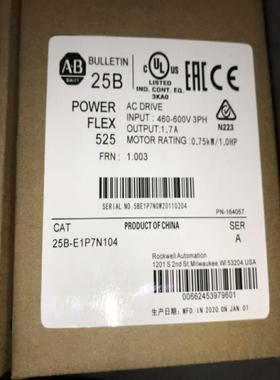 AB
BULLETIN
25B
POWER
FLEX
525
FRN : 1.003
UL
US
LISTED
IND. CONT. EQ.
3KA0
EAC
N223
AC DRIVE
INPUT : 460-600V 3PH
OUTPUT:1.7A
MOTOR RATING :0.75kW/1.0HP
SERIAL NO.5BE1P7N0W20110204
PN-164057
CAT
25B-E1P7N104
PRODUCT OF CHINA
SER
A
Rockwell Automation
1201 S 2nd St,Milwaukee,WI 53204,USA
00662453979601
生产日期: MFD. IN 2020 ON JAN. 01